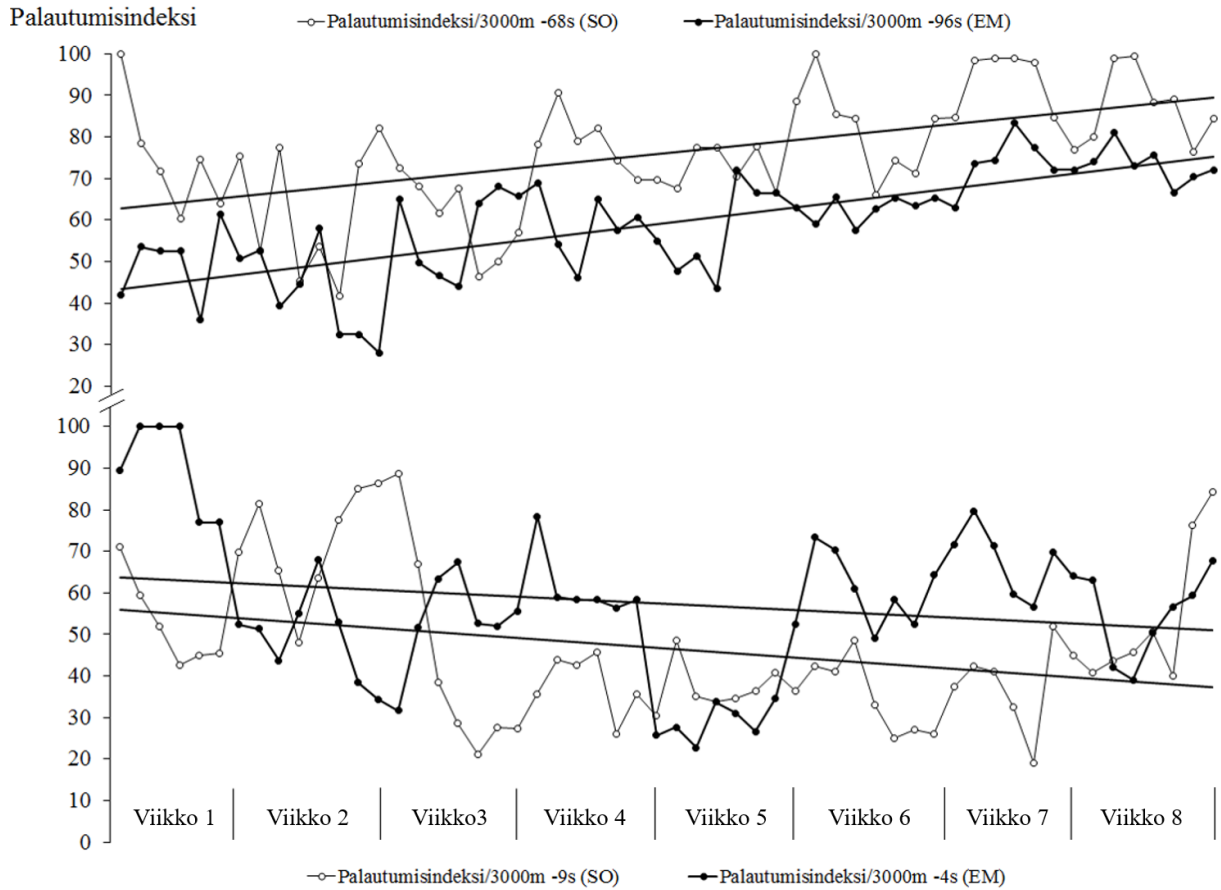 Palautumisindeksi
Palautumisindeksi/3000m -68s (SO)
Palautumisindeksi/3000m -96s (EM)
100
90
80
70
60
50
40
30
20
100
90
80
70
60
50
40
30
20
10
0
Viikko 1
Viikko 2
Viikko3
Viikko 4
Viikko 5
Viikko 6
Viikko 7
Viikko 8
Palautumisindeksi/3000m -9s (SO)
Palautumisindeksi/3000m -4s (EM)